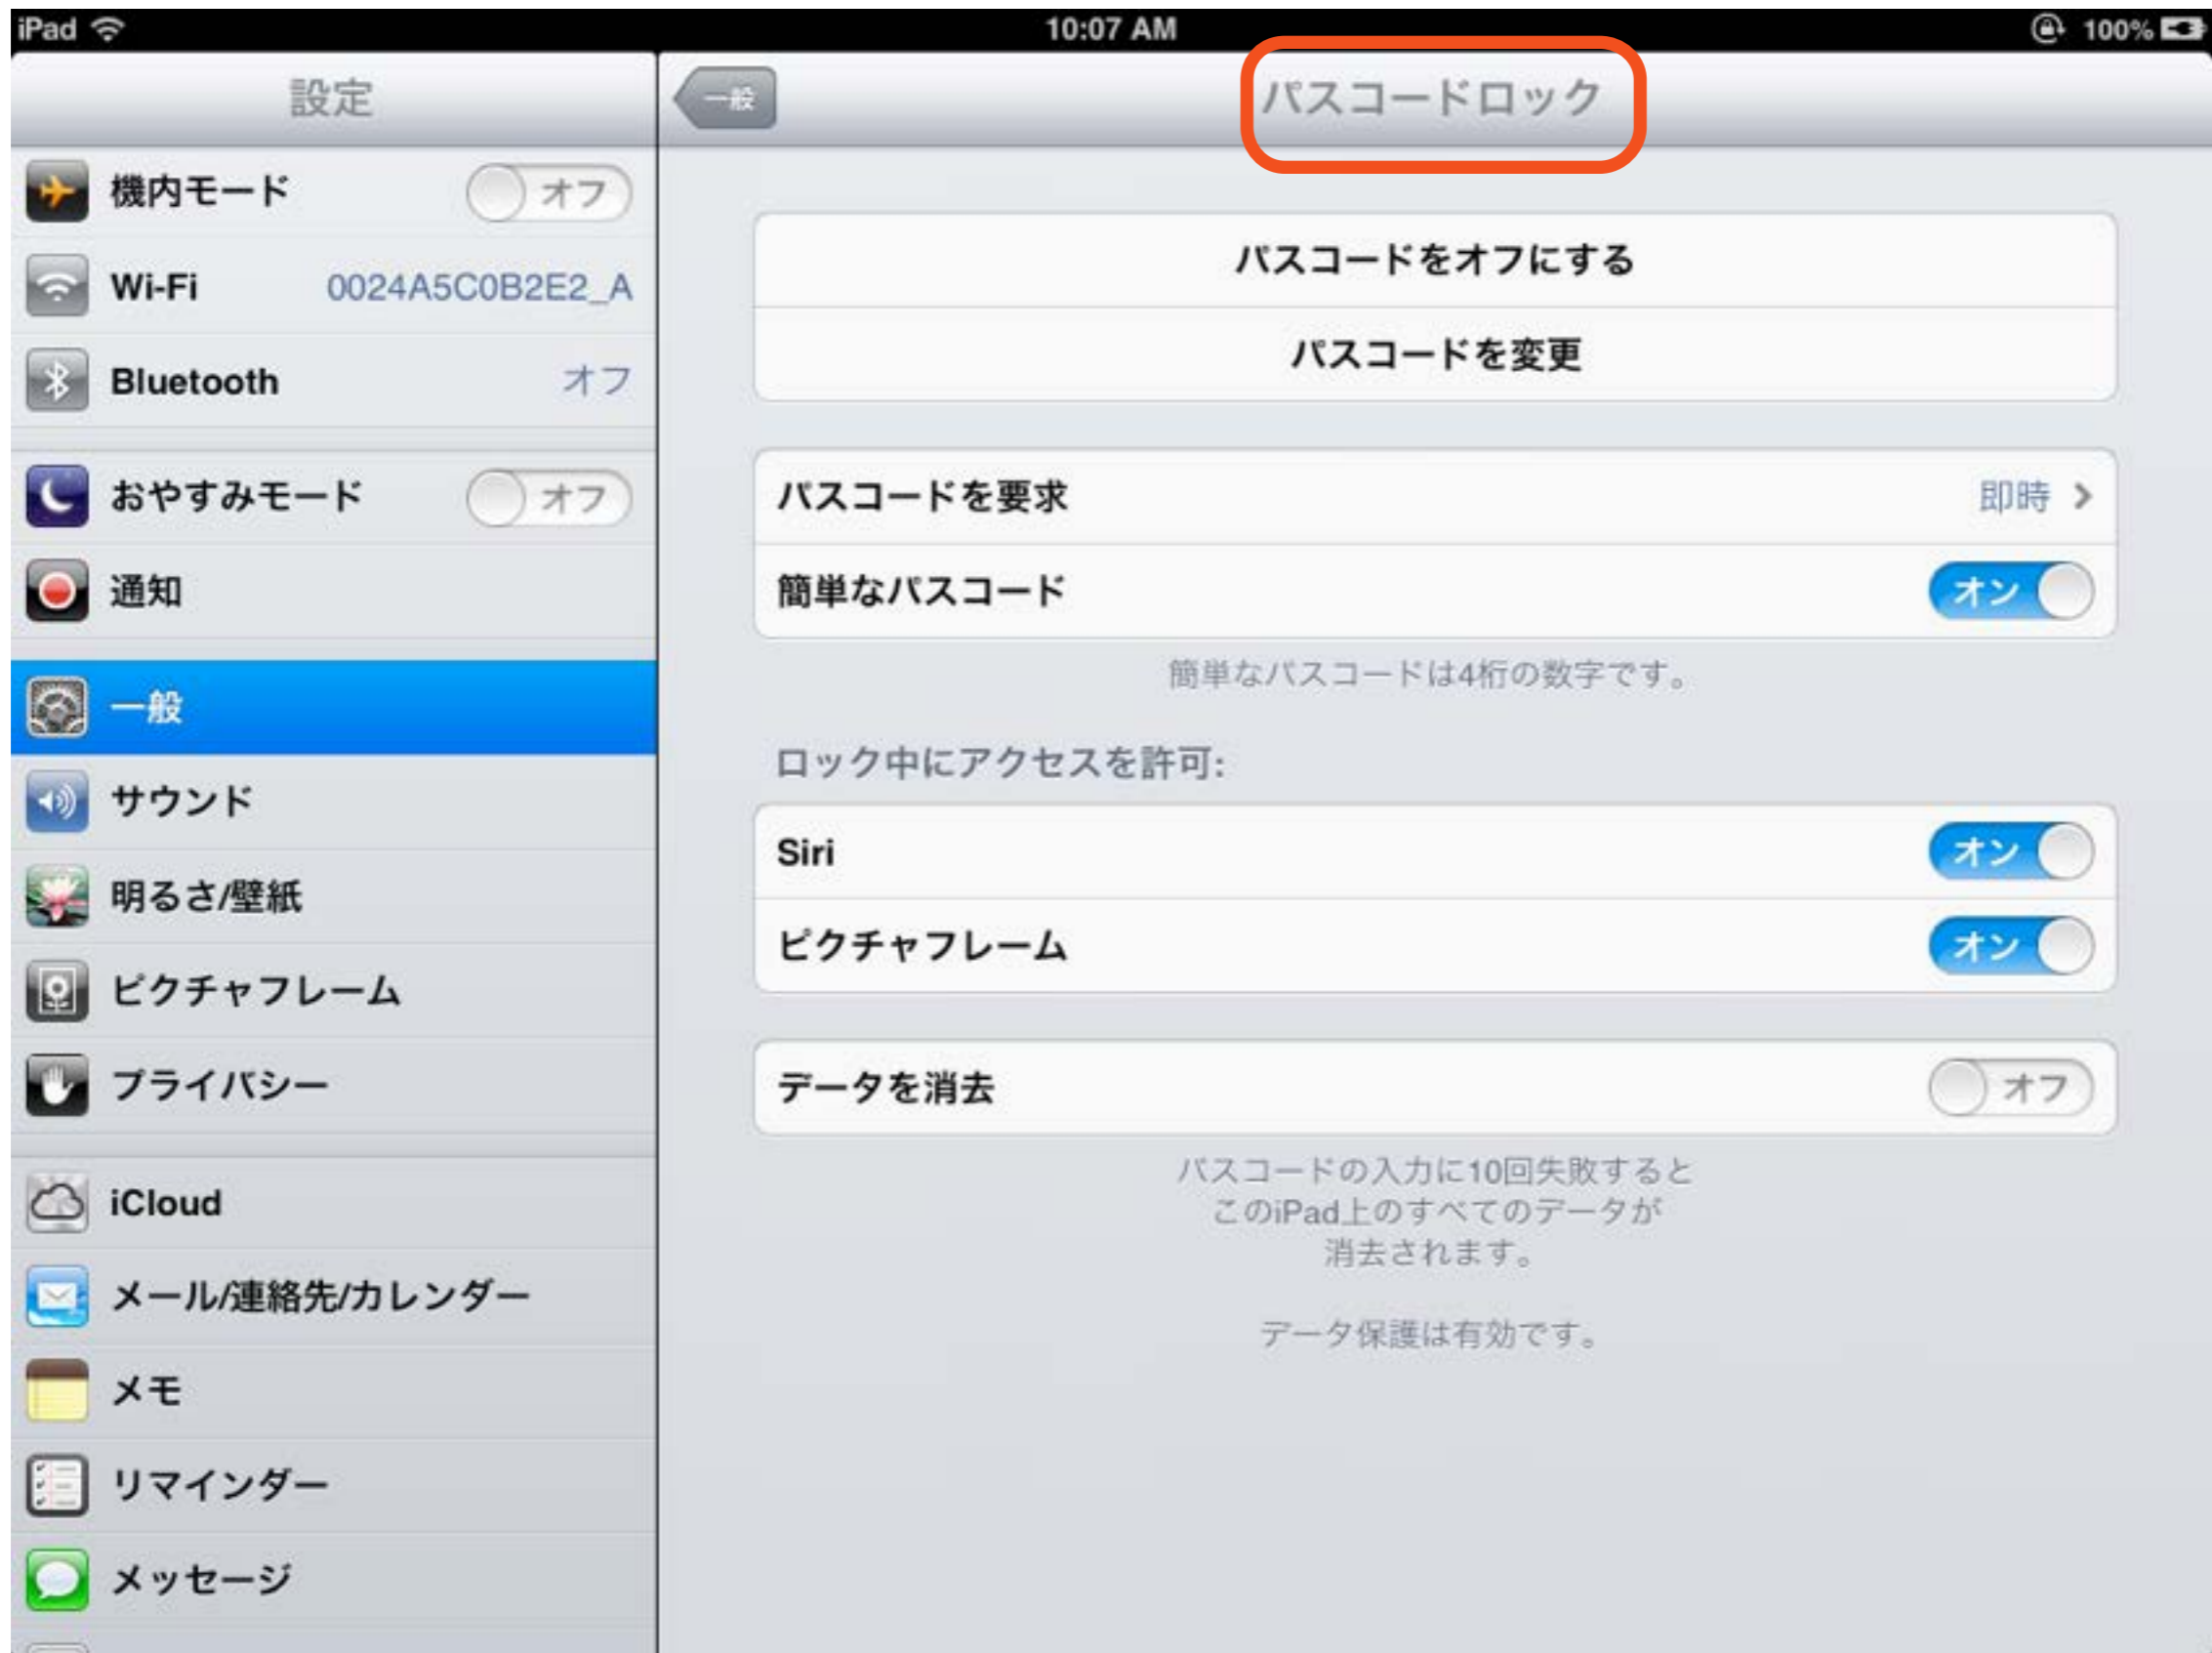 iPad
10:07 AM
100%
設定
機内モード オフ
Wi-Fi 0024A5C0B2E2_A
Bluetooth オフ
おやすみモード オフ
通知
一般
サウンド
明るさ/壁紙
ピクチャフレーム
プライバシー
iCloud
メール/連絡先/カレンダー
メモ
リマインダー
メッセージ
一般
パスコードロック
パスコードをオフにする
パスコードを変更
パスコードを要求 即時
簡単なパスコード オン
簡単なパスコードは4桁の数字です。
ロック中にアクセスを許可:
Siri オン
ピクチャフレーム オン
データを消去 オフ
パスコードの入力に10回失敗すると
このiPad上のすべてのデータが
消去されます。
データ保護は有効です。